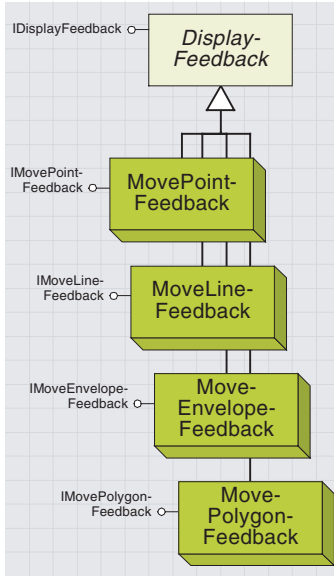 IDisplayFeedback
Display-
Feedback
IMovePoint-
Feedback
MovePoint-
Feedback
IMoveLine-
Feedback
MoveLine-
Feedback
IMoveEnvelope-
Feedback
Move-
Envelope-
Feedback
IMovePolygon-
Feedback
Move-
Polygon-
Feedback